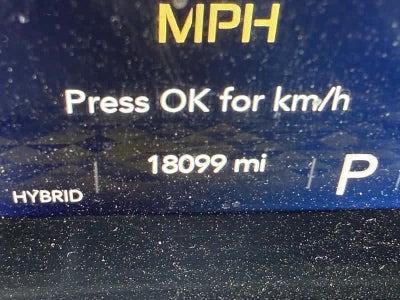 MPH
Press OK for km/h
18099 mi
P
HYBRID